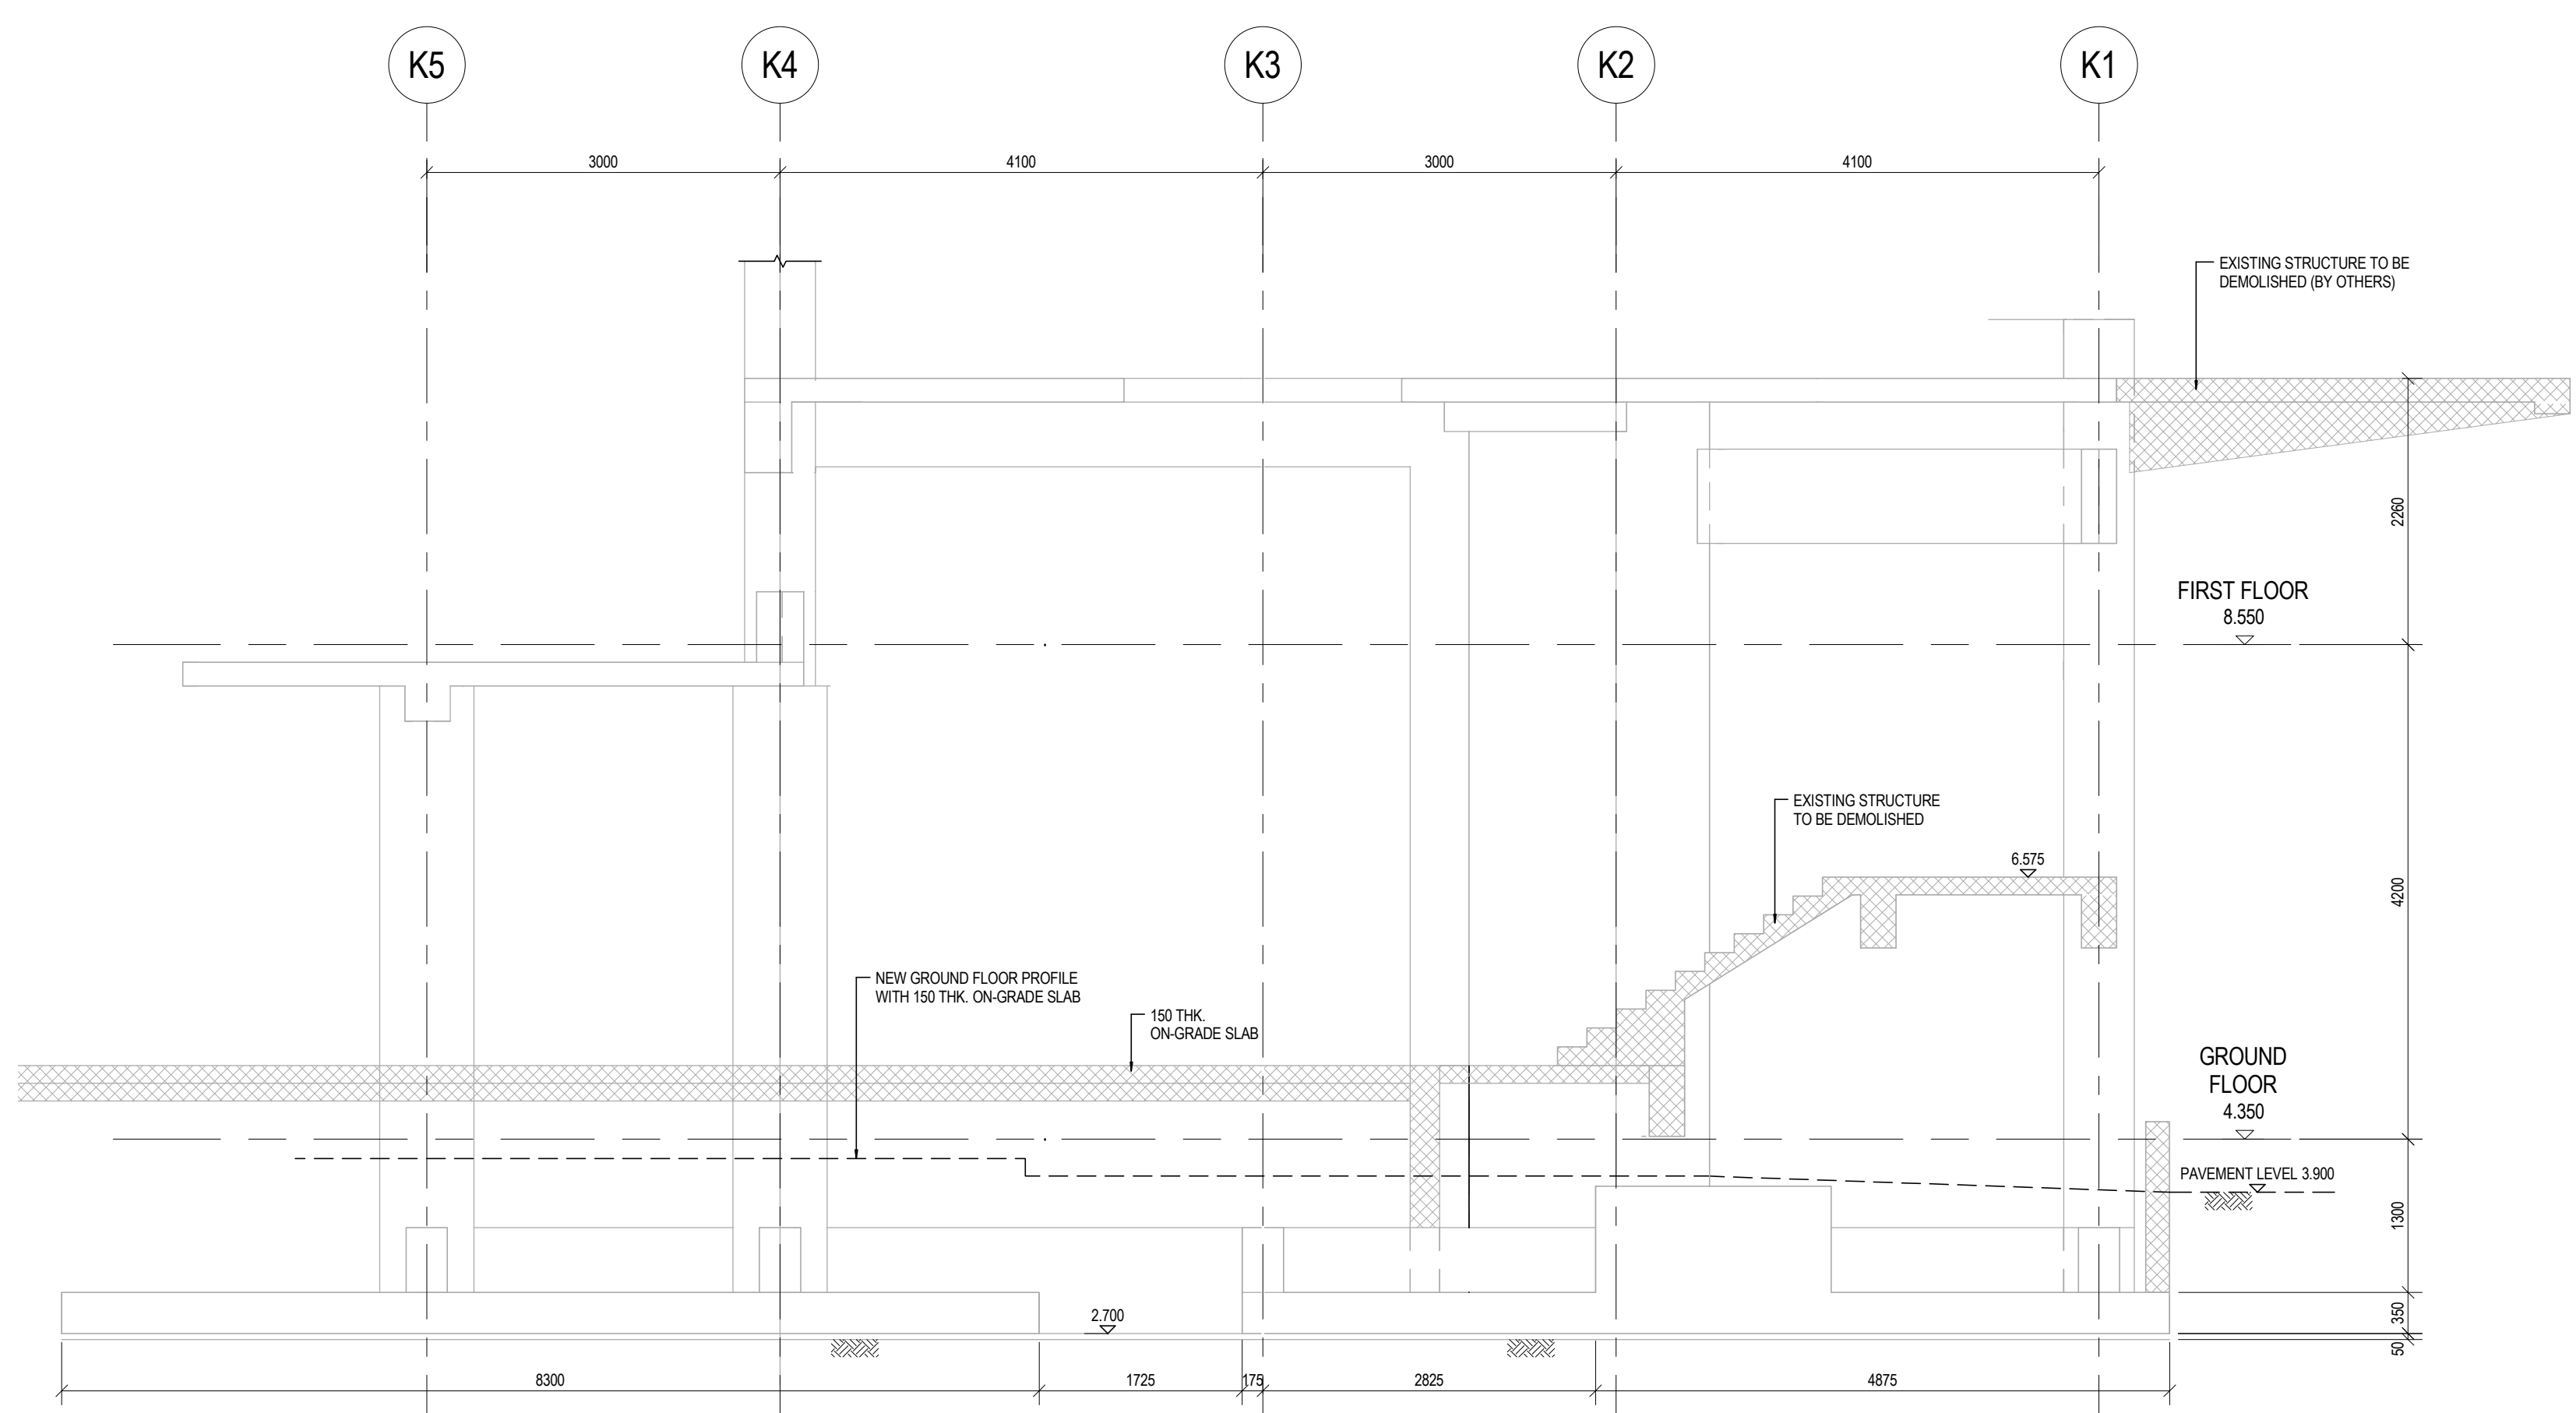 K5
K4
K3
K2
K1
3000
4100
3000
4100
EXISTING STRUCTURE TO BE
DEMOLISHED (BY OTHERS)
2260
FIRST FLOOR
8.550
EXISTING STRUCTURE
TO BE DEMOLISHED
6.575
4200
NEW GROUND FLOOR PROFILE
WITH 150 THK. ON-GRADE SLAB
150 THK.
ON-GRADE SLAB
GROUND
FLOOR
4.350
PAVEMENT LEVEL 3.900
1300
2.700
350
50
8300
1725
175
2825
4875